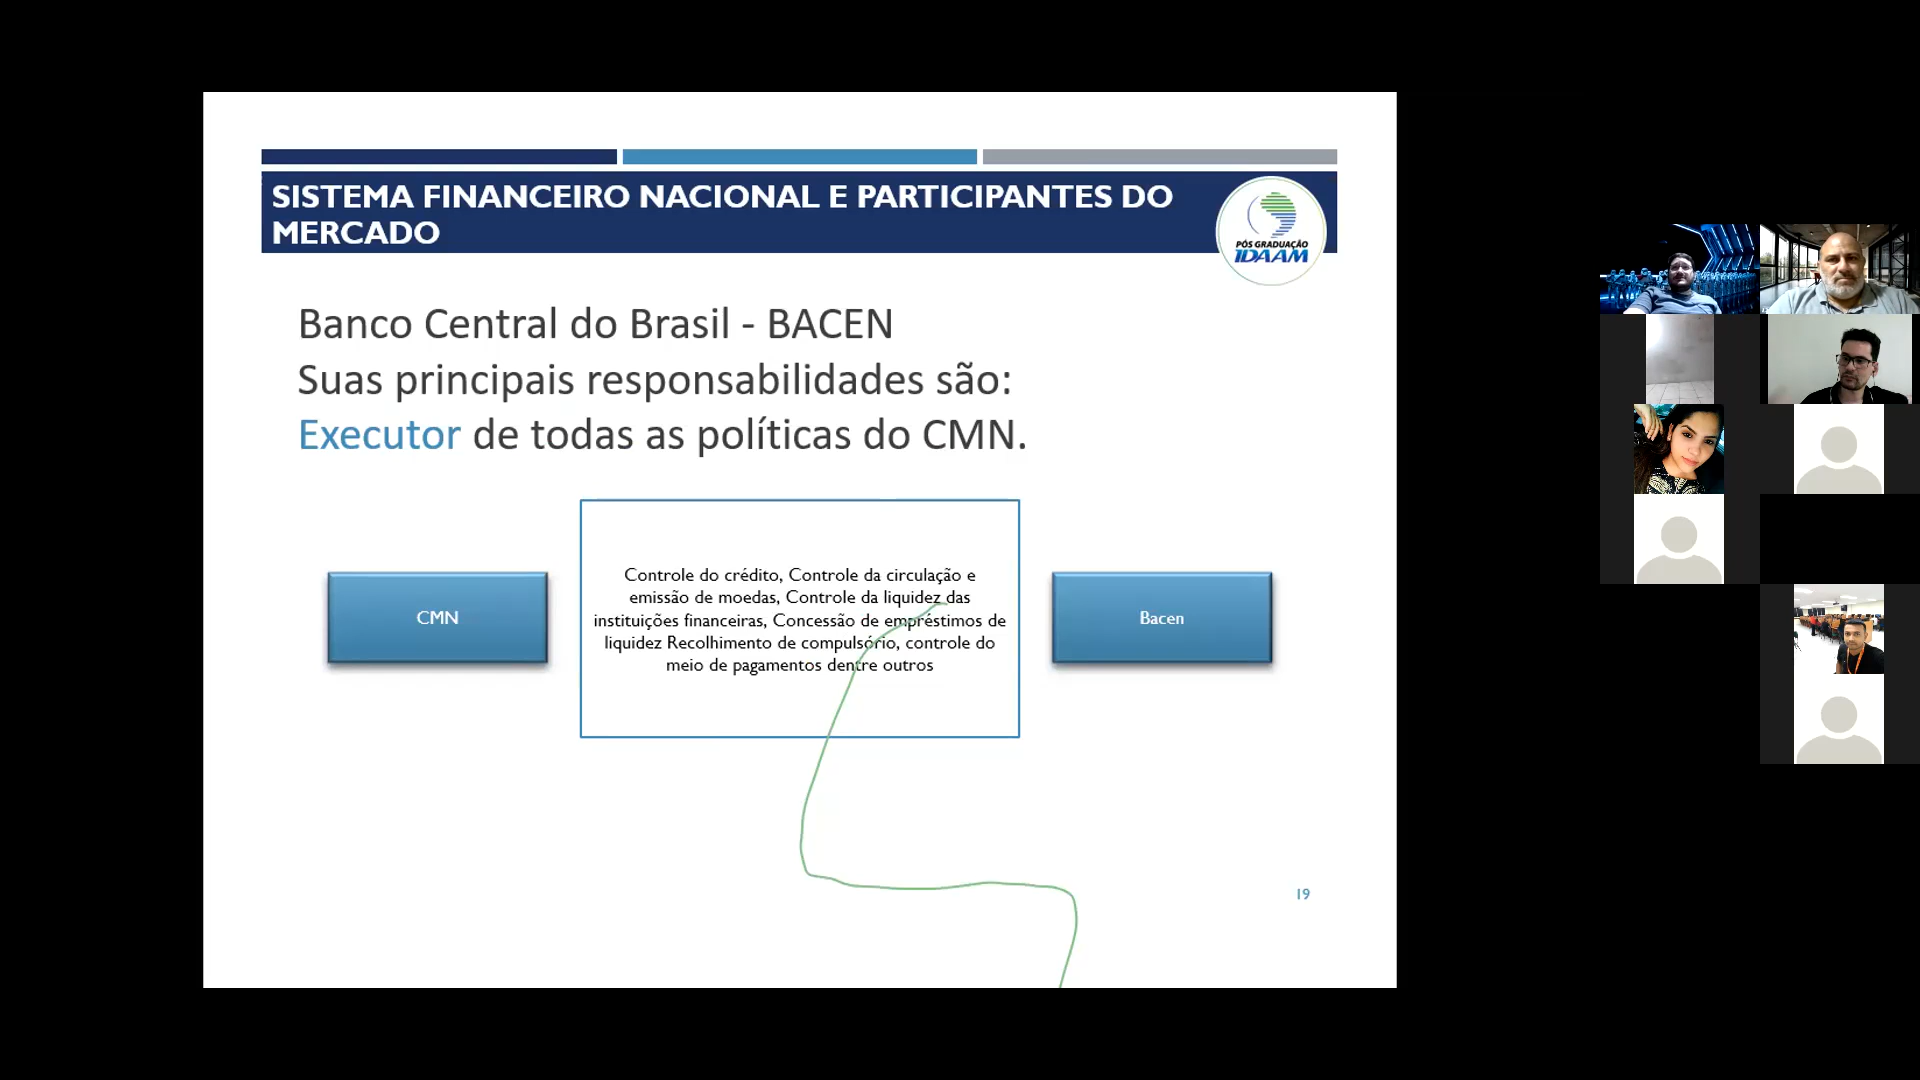 SISTEMA FINANCEIRO NACIONAL E PARTICIPANTES DO
MERCADO
PÓS GRADUAÇÃO
IDAAM
Banco Central do Brasil - BACEN
Suas principais responsabilidades são:
Executor de todas as políticas do CMN.
CMN
Controle do crédito, Controle da circulação e
emissão de moedas, Controle da liquidez das
instituições financeiras, Concessão de empréstimos de
liquidez Recolhimento de compulsório, controle do
meio de pagamentos dentre outros
Bacen
19